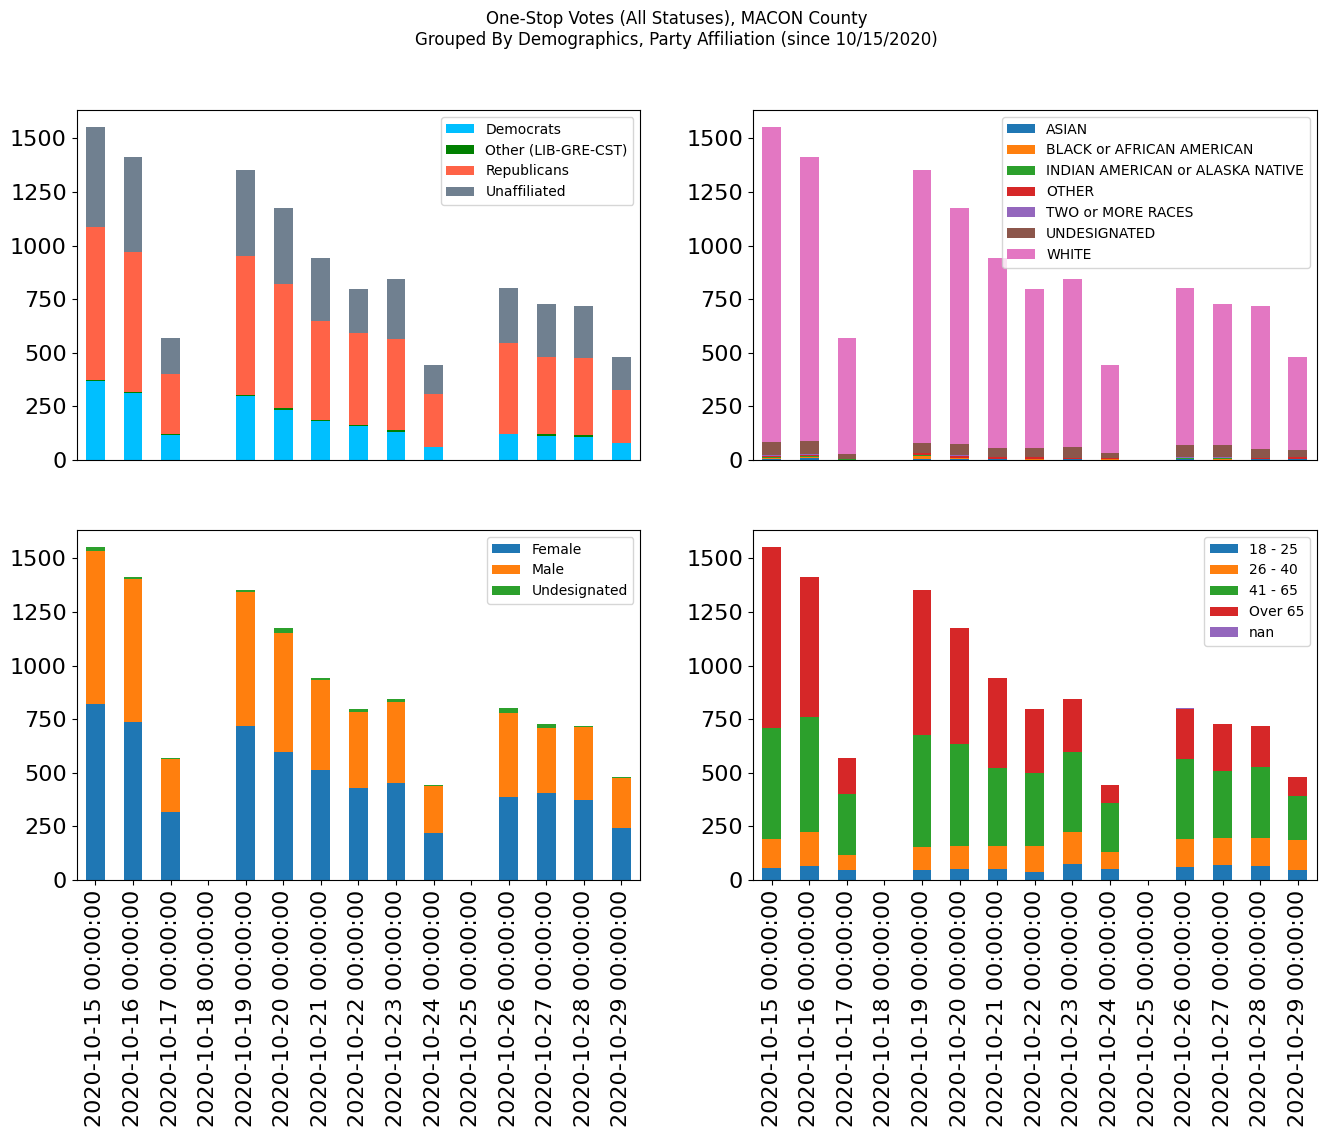 One-Stop Votes (All Statuses), MACON County
Grouped By Demographics, Party Affiliation (since 10/15/2020)
1500
1250
1000
750
500
250
0
Democrats
Other (LIB-GRE-CST)
Republicans
Unaffiliated
1500
1250
1000
750
500
250
0
ASIAN
BLACK or AFRICAN AMERICAN
INDIAN AMERICAN or ALASKA NATIVE
OTHER
TWO or MORE RACES
UNDESIGNATED
WHITE
1500
1250
1000
750
500
250
0
Female
Male
Undesignated
2020-10-15 00:00:00
2020-10-16 00:00:00
2020-10-17 00:00:00
2020-10-18 00:00:00
2020-10-19 00:00:00
2020-10-20 00:00:00
2020-10-21 00:00:00
2020-10-22 00:00:00
2020-10-23 00:00:00
2020-10-24 00:00:00
2020-10-25 00:00:00
2020-10-26 00:00:00
2020-10-27 00:00:00
2020-10-28 00:00:00
2020-10-29 00:00:00
1500
1250
1000
750
500
250
0
18 - 25
26 - 40
41 - 65
Over 65
nan
2020-10-15 00:00:00
2020-10-16 00:00:00
2020-10-17 00:00:00
2020-10-18 00:00:00
2020-10-19 00:00:00
2020-10-20 00:00:00
2020-10-21 00:00:00
2020-10-22 00:00:00
2020-10-23 00:00:00
2020-10-24 00:00:00
2020-10-25 00:00:00
2020-10-26 00:00:00
2020-10-27 00:00:00
2020-10-28 00:00:00
2020-10-29 00:00:00